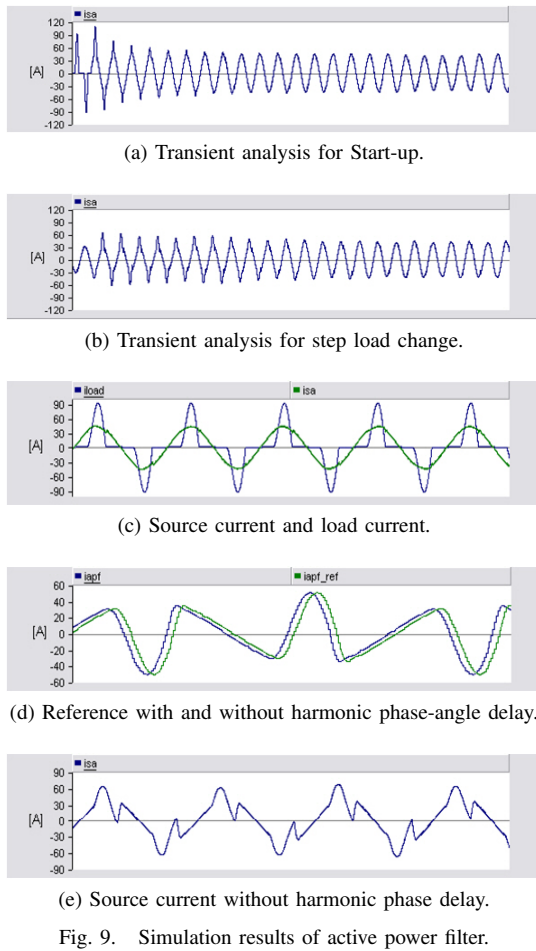 isa
120
90
60
30
0
-30
-60
-90
-120
[A]
(a) Transient analysis for Start-up.
isa
120
90
60
30
0
-30
-60
-90
-120
[A]
(b) Transient analysis for step load change.
iload isa
90
60
30
0
-30
-60
-90
[A]
(c) Source current and load current.
iapf iapf_ref
60
40
20
0
-20
-40
-60
[A]
(d) Reference with and without harmonic phase-angle delay.
isa
90
60
30
0
-30
-60
-90
[A]
(e) Source current without harmonic phase delay.
Fig. 9. Simulation results of active power filter.